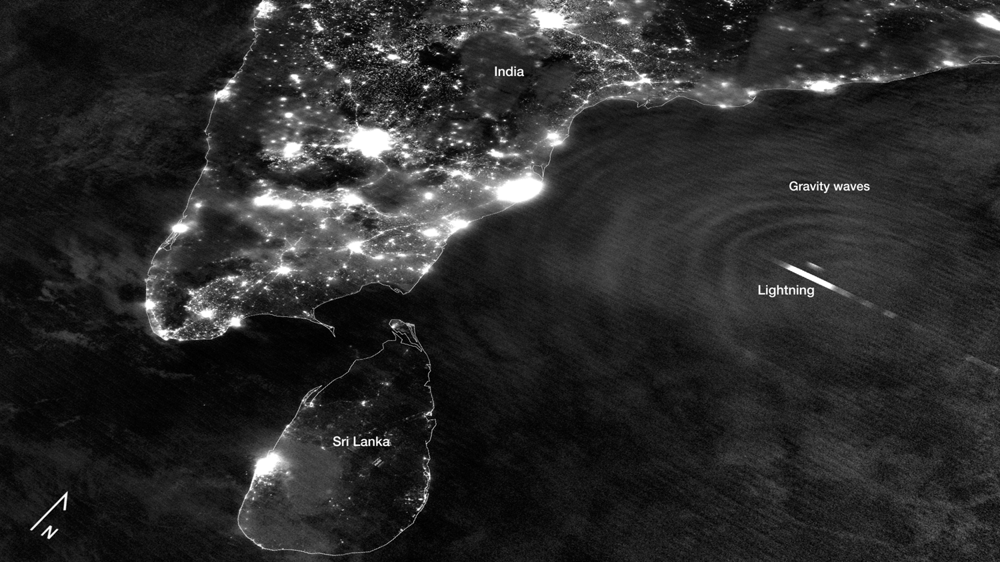 India
Gravity waves
Lightning
Sri Lanka
N